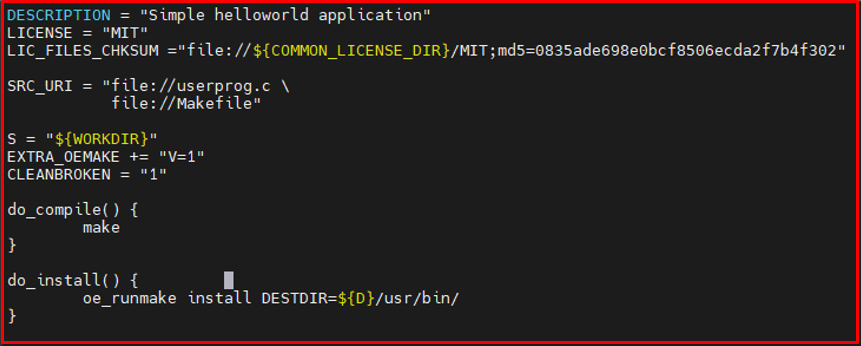 DESCRIPTION = "Simple helloworld application"
LICENSE = "MIT"
LIC_FILES_CHKSUM ="file://${COMMON_LICENSE_DIR}/MIT;md5=0835ade698e0bcf8506ecda2f7b4f302"
SRC_URI = "file://userprog.c \
file://Makefile"
S = "${WORKDIR}"
EXTRA_OEMAKE += "V=1"
CLEANBROKEN = "1"
do_compile() {
make
}
do_install() {
oe_runmake install DESTDIR=${D}/usr/bin/
}